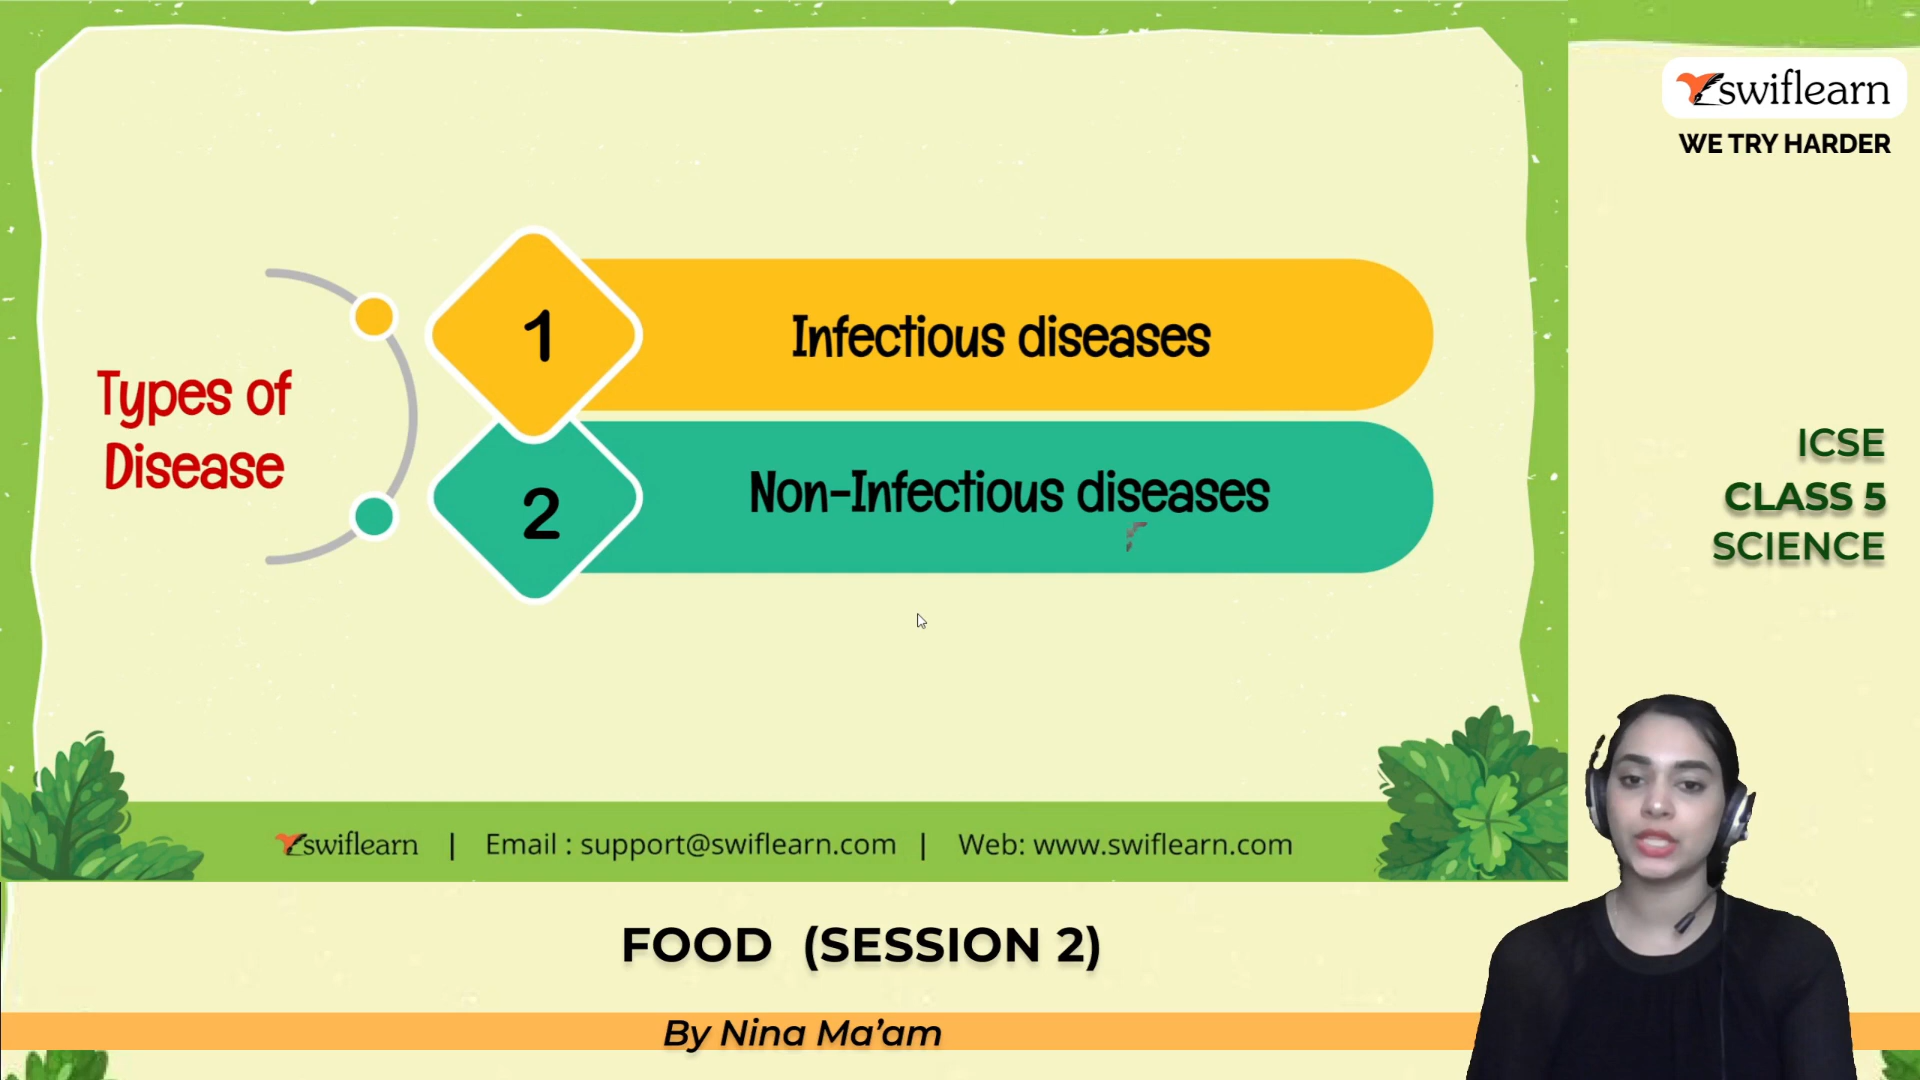 swiflearn
WE TRY HARDER
1
Infectious diseases
Types of
Disease
2
Non-Infectious diseases
ICSE
CLASS 5
SCIENCE
swiflearn | Email : support@swiflearn.com | Web: www.swiflearn.com
FOOD (SESSION 2)
By Nina Ma’am